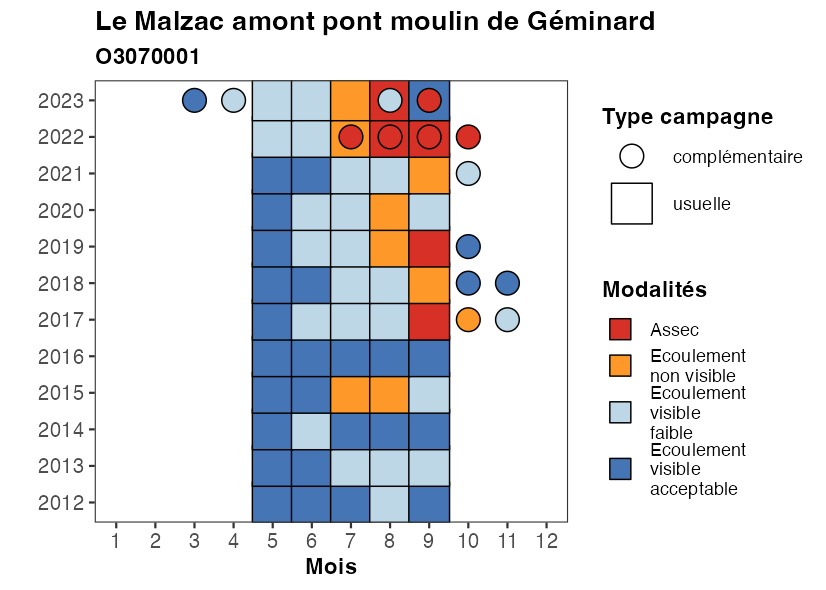 Le Malzac amont pont moulin de Géminard
O3070001
2023
2022
2021
2020
2019
2018
2017
2016
2015
2014
2013
2012
1 2 3 4 5 6 7 8 9 10 11 12
Mois
Type campagne
complémentaire
usuelle
Modalités
Assec
Ecoulement
non visible
Ecoulement
visible
faible
Ecoulement
visible
acceptable